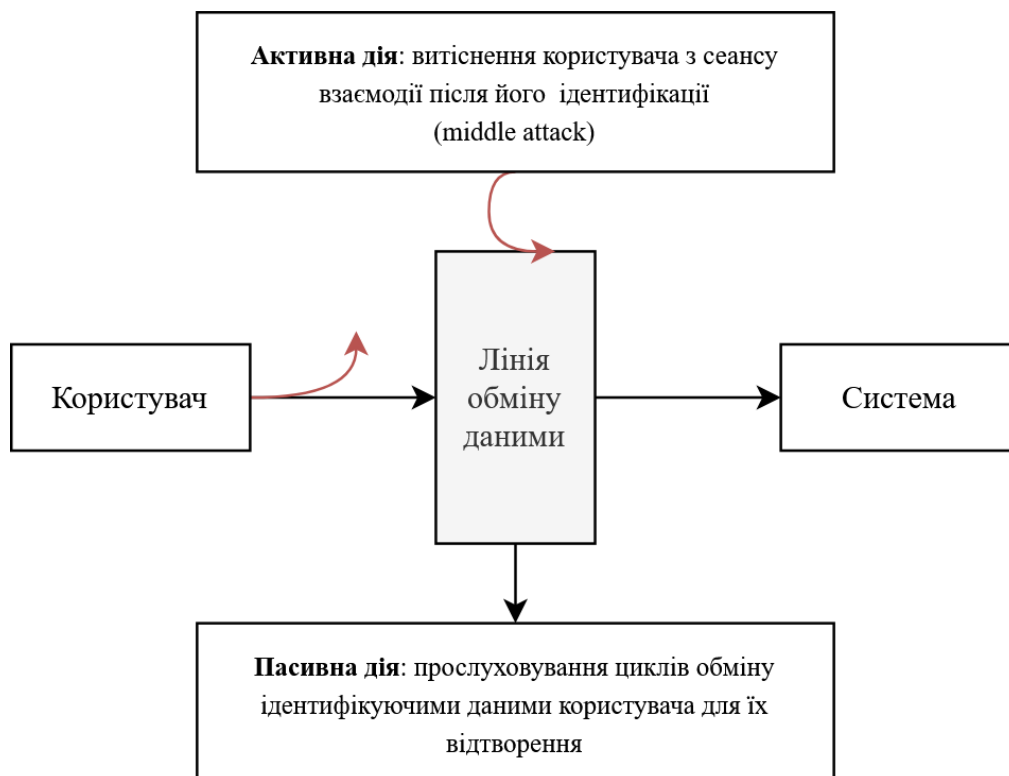 Активна дія: витіснення користувача з сеансу
взаємодії після його ідентифікації
(middle attack)
Користувач
Лінія
обміну
даними
Система
Пасивна дія: прослуховування циклів обміну
ідентифікуючими даними користувача для їх
відтворення